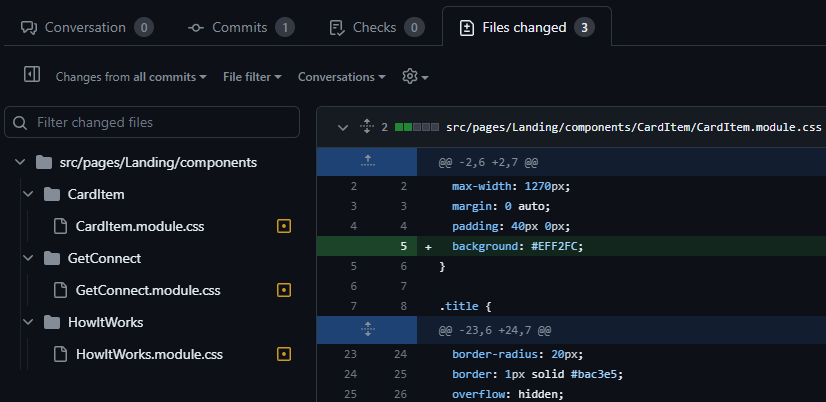 Conversation 0 Commits 1 Checks 0 Files changed 3
Changes from all commits File filter Conversations
Filter changed files
src/pages/Landing/components
CardItem
CardItem.module.css
GetConnect
GetConnect.module.css
HowItWorks
HowItWorks.module.css
2 src/pages/Landing/components/CardItem/CardItem.module.css
@@ -2,6 +2,7 @@
2 2 max-width: 1270px;
3 3 margin: 0 auto;
4 4 padding: 40px 0px;
5 + background: #EFF2FC;
5 6 }
6 7
7 8 .title {
@@ -23,6 +24,7 @@
23 24 border-radius: 20px;
24 25 border: 1px solid #bac3e5;
25 26 overflow: hidden;